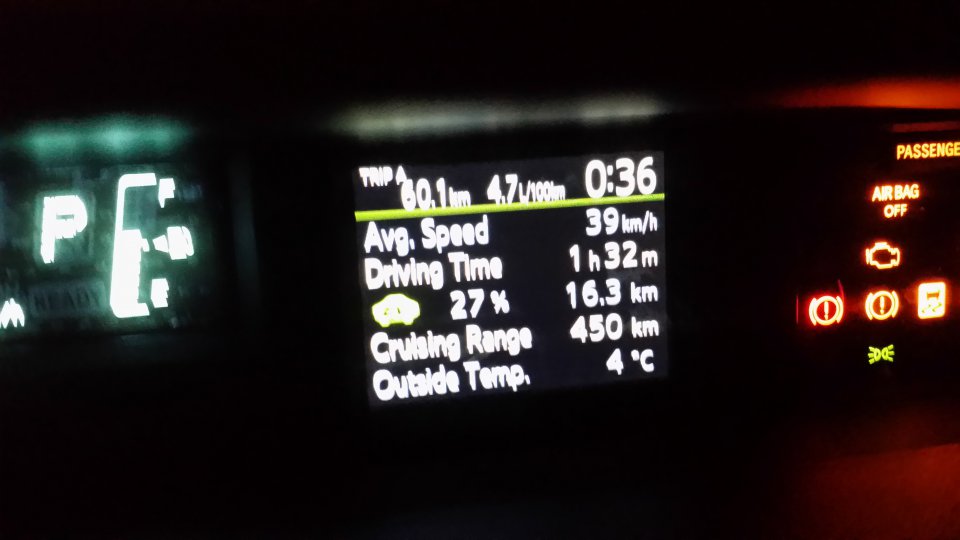 P
F
E
READY
TRIP A
60.1 km 4.7 L/100km 0:36
Avg. Speed 39 km/h
Driving Time 1 h 32 m
27 % 16.3 km
Cruising Range 450 km
Outside Temp. 4 °C
PASSENGE
AIR BAG
OFF